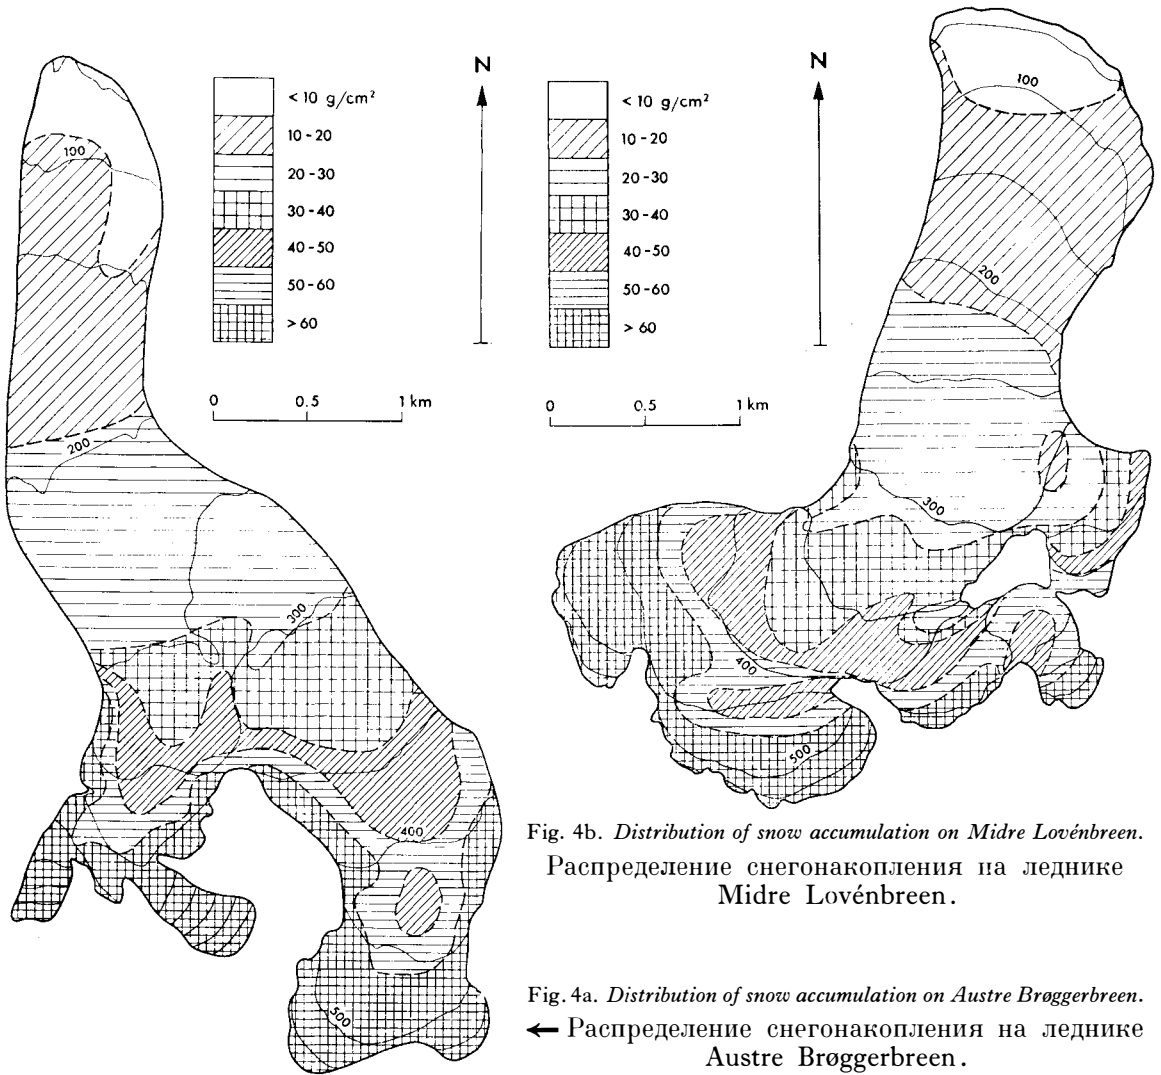 N
< 10 g/cm²
10-20
20-30
30-40
40-50
50-60
> 60
0 0.5 1 km
100
200
300
400
500
N
< 10 g/cm²
10-20
20-30
30-40
40-50
50-60
> 60
0 0.5 1 km
100
200
300
400
500
Fig. 4b. Distribution of snow accumulation on Midre Lovénbreen.
Распределение снегонакопления на леднике
Midre Lovénbreen.
Fig. 4a. Distribution of snow accumulation on Austre Brøggerbreen.
← Распределение снегонакопления на леднике
Austre Brøggerbreen.